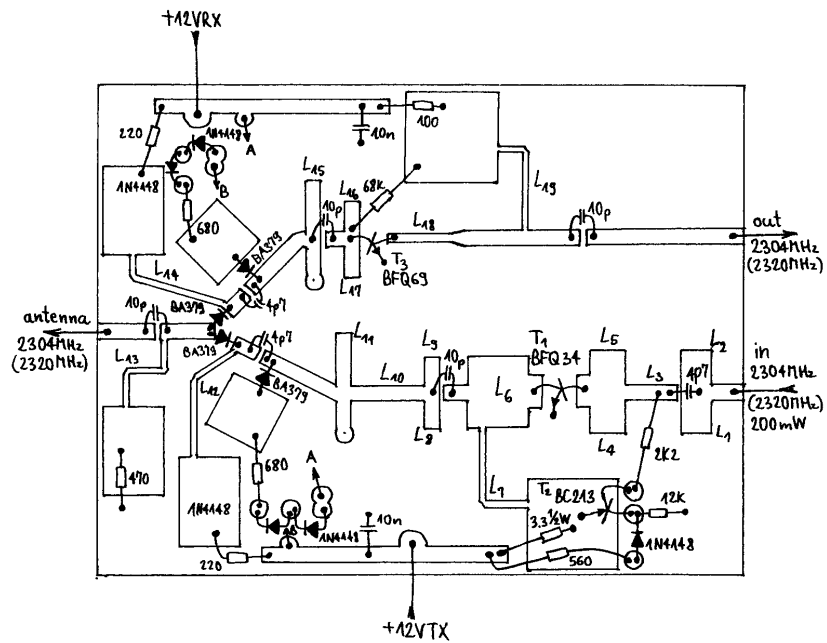 +12VRX
220
1N4148
A
10n
100
1N4148
B
680
L15
10p
L16
68k
L19
10p
L18
out
2304MHz
(2320MHz)
BA379
T3
BFQ69
L14
L17
4p7
antenna
2304MHz
(2320MHz)
10p
BA379
BA379
4p7
L11
L13
L12
BA379
L10
L9
10p
L8
L6
T1
BFQ34
L5
L4
L3
4p7
L2
L1
in
2304MHz
(2320MHz)
200mW
2k2
470
1N4148
680
A
B
1N4148
10n
L7
T2
BC213
3.3 1/2W
12k
1N4148
560
220
+12VTX